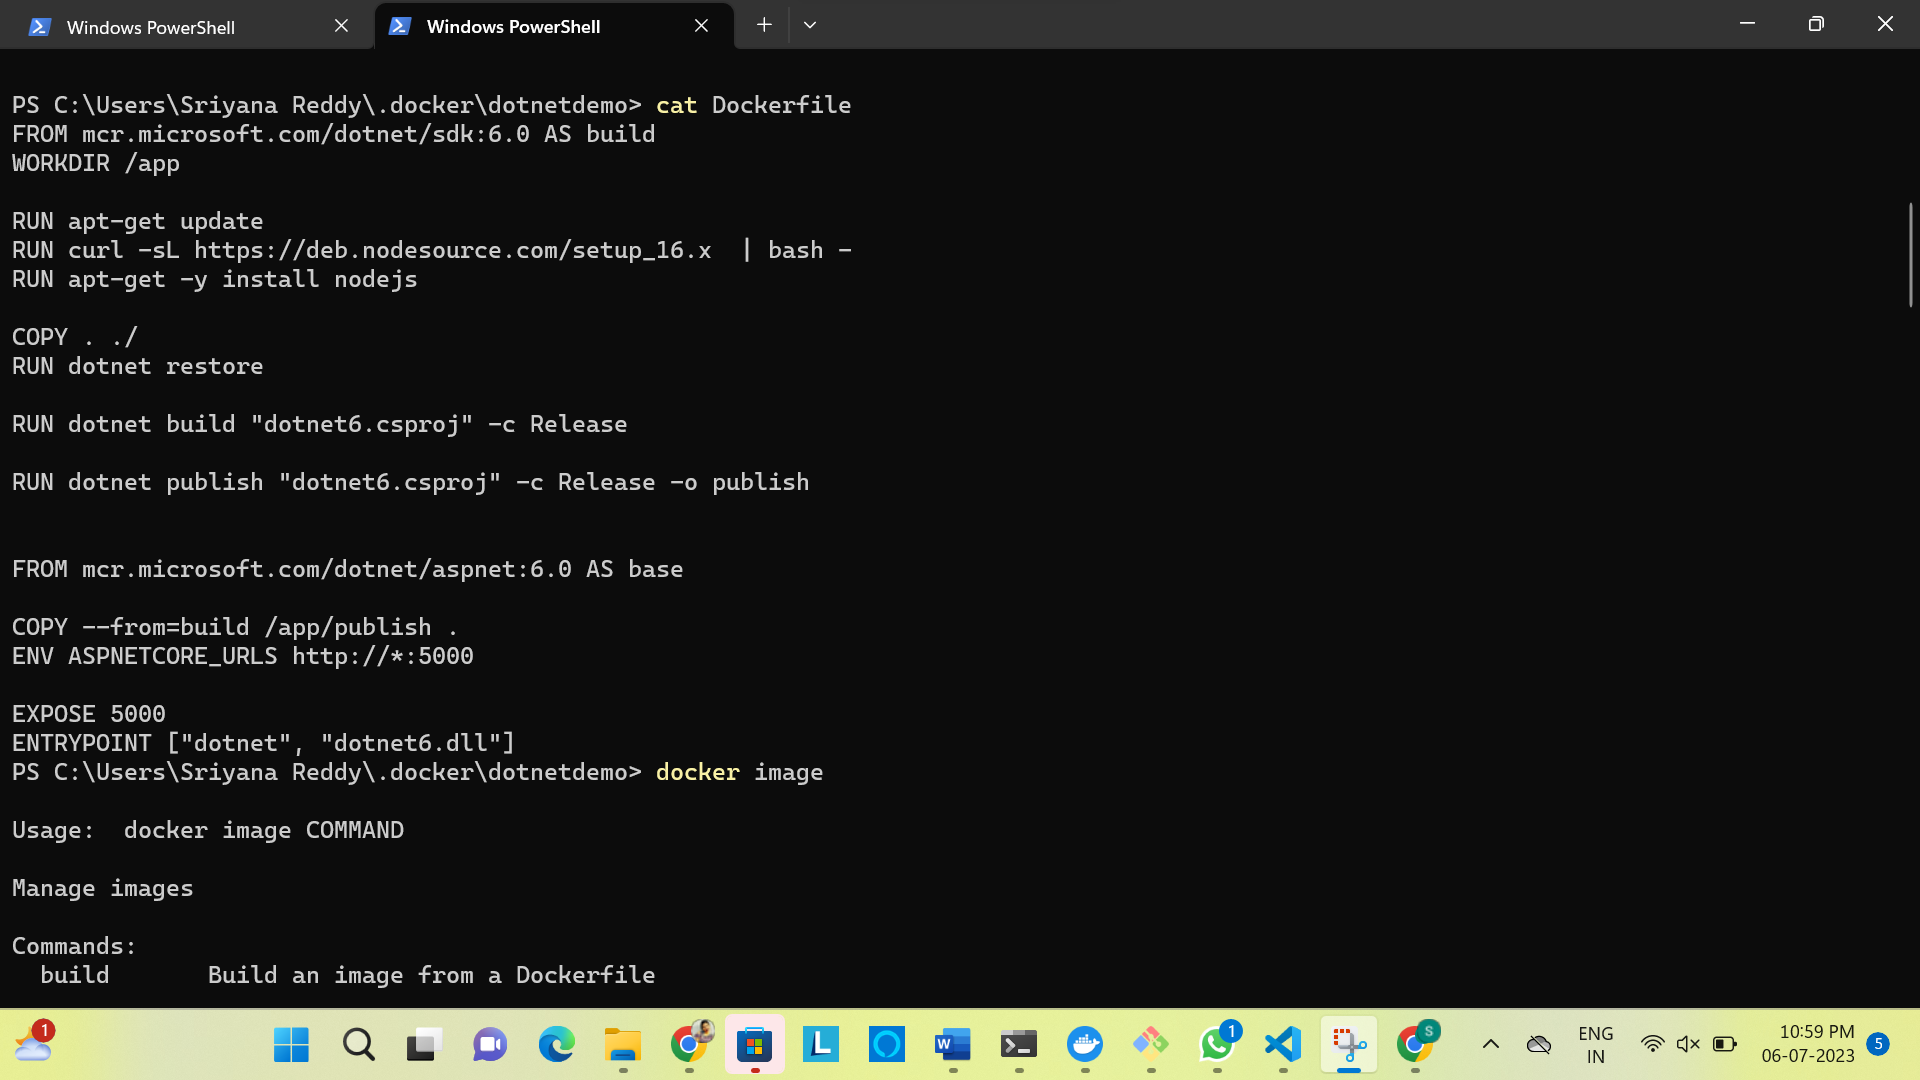 Windows PowerShell
Windows PowerShell
PS C:\Users\Sriyana Reddy\.docker\dotnetdemo> cat Dockerfile
FROM mcr.microsoft.com/dotnet/sdk:6.0 AS build
WORKDIR /app
RUN apt-get update
RUN curl -sL https://deb.nodesource.com/setup_16.x  | bash -
RUN apt-get -y install nodejs
COPY . ./
RUN dotnet restore
RUN dotnet build "dotnet6.csproj" -c Release
RUN dotnet publish "dotnet6.csproj" -c Release -o publish
FROM mcr.microsoft.com/dotnet/aspnet:6.0 AS base
COPY --from=build /app/publish .
ENV ASPNETCORE_URLS http://*:5000
EXPOSE 5000
ENTRYPOINT ["dotnet", "dotnet6.dll"]
PS C:\Users\Sriyana Reddy\.docker\dotnetdemo> docker image
Usage:  docker image COMMAND
Manage images
Commands:
  build       Build an image from a Dockerfile
1
L
W
1
S
ENG
IN
10:59 PM
06-07-2023
5